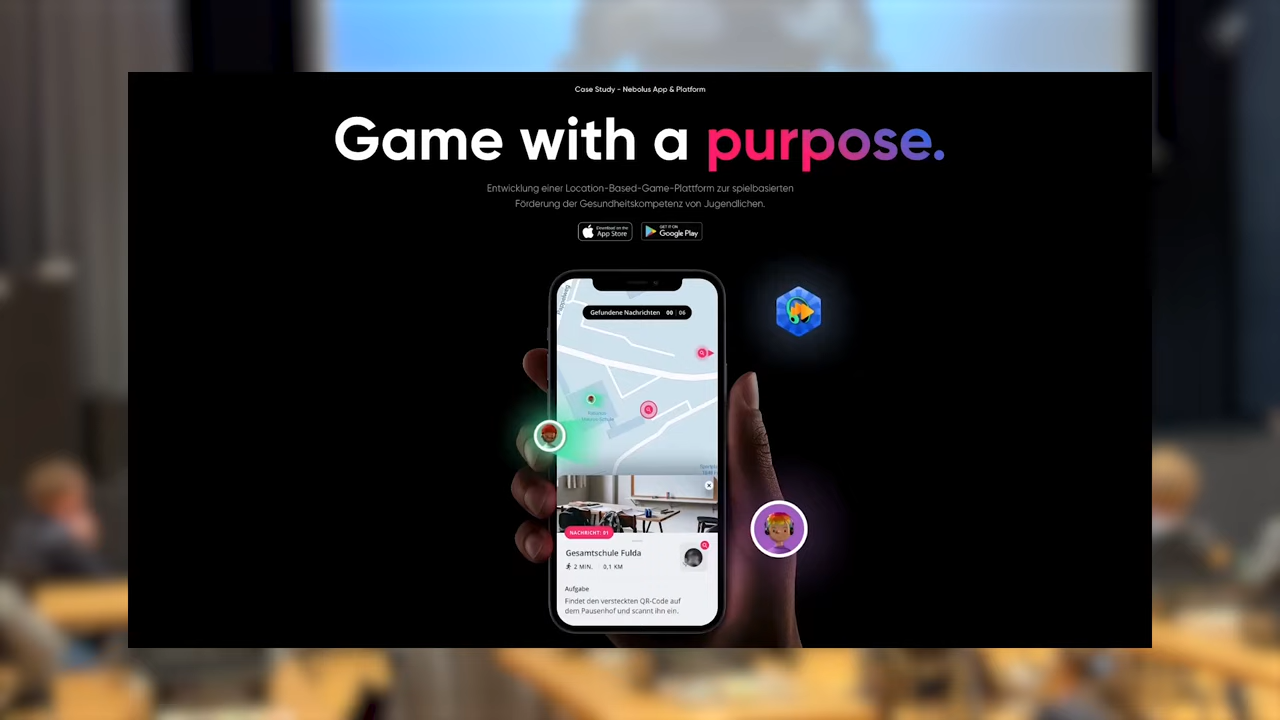 Case Study - Nebolus App & Platform
Game with a purpose.
Entwicklung einer Location-Based-Game-Plattform zur spielbasierten
Förderung der Gesundheitskompetenz von Jugendlichen.
Download on the
App Store
GET IT ON
Google Play
Gefundene Nachrichten 00 | 06
NACHRICHT: 01
Gesamtschule Fulda
2 MIN. 0,1 KM
Aufgabe
Findet den versteckten QR-Code auf
dem Pausenhof und scannt ihn ein.